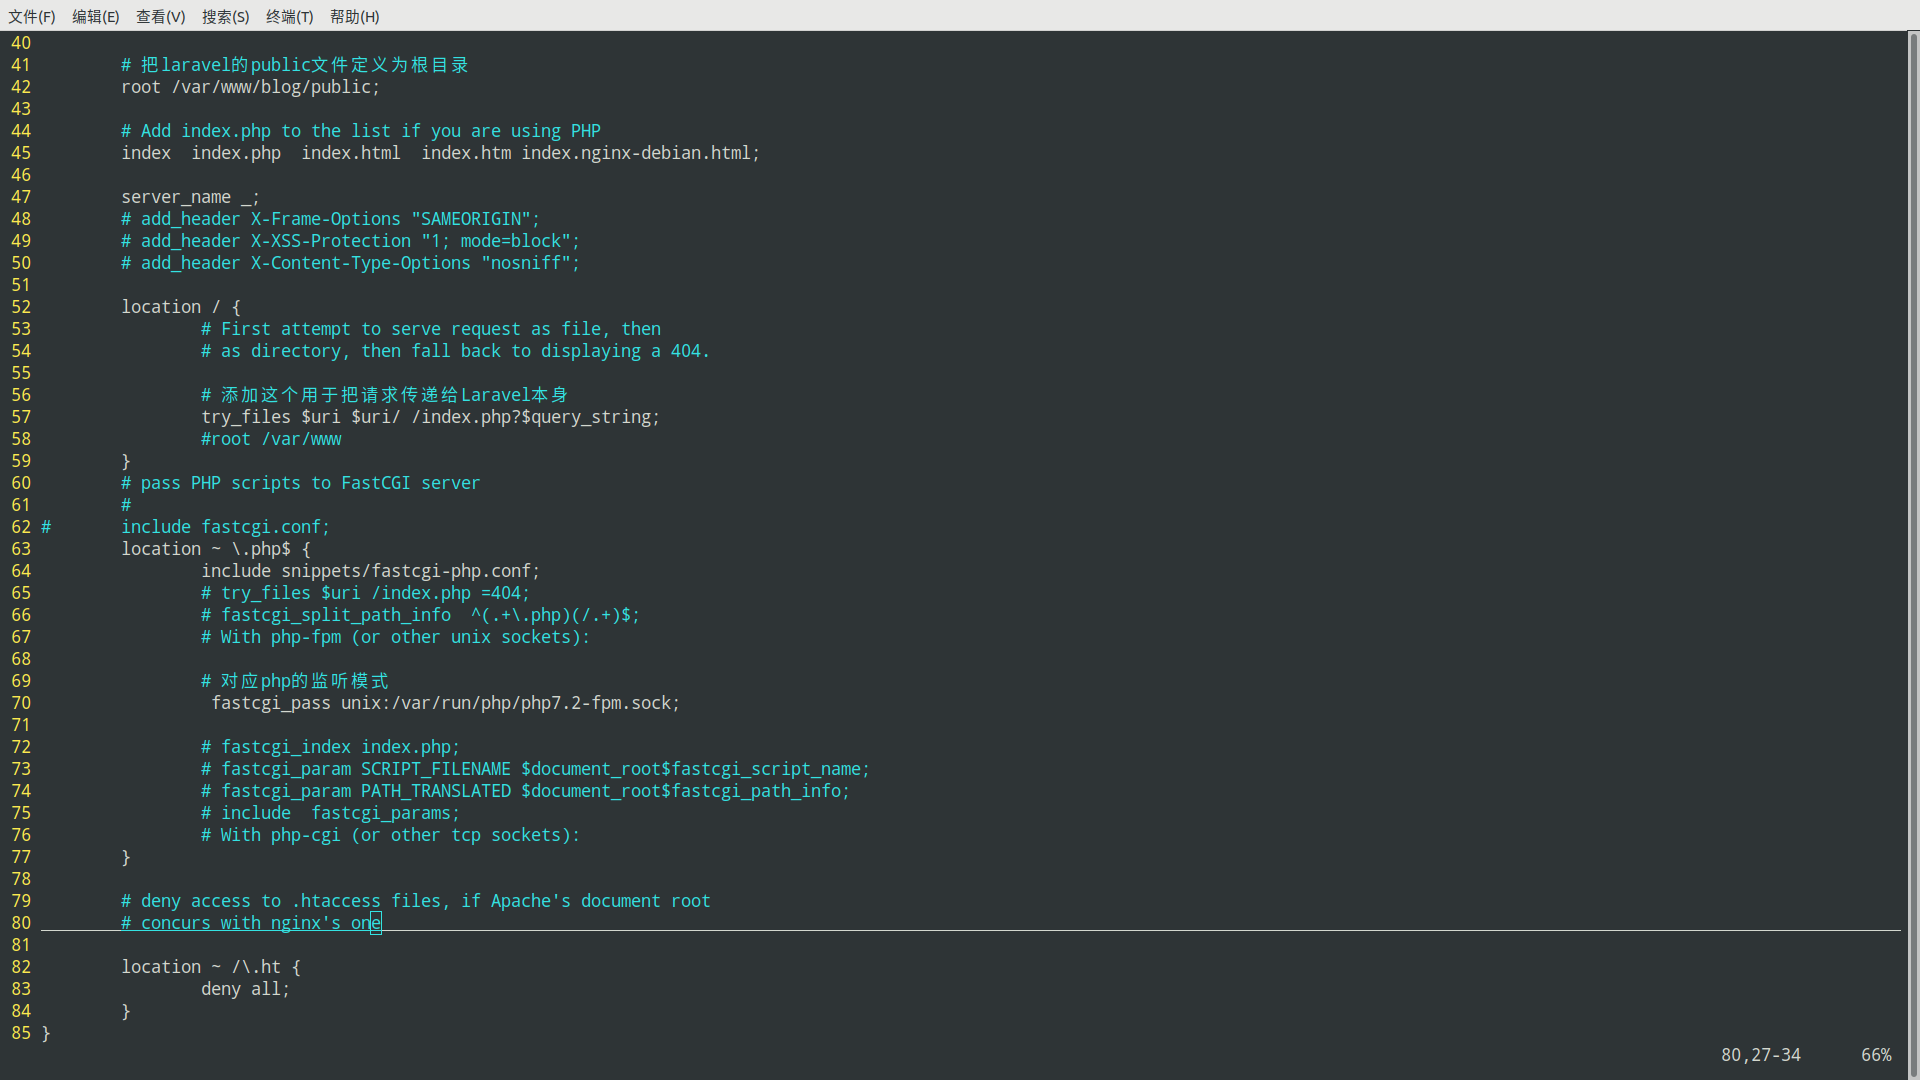 文件(F) 编辑(E) 查看(V) 搜索(S) 终端(T) 帮助(H)
40
41         # 把laravel的public文件定义为根目录
42         root /var/www/blog/public;
43
44         # Add index.php to the list if you are using PHP
45         index  index.php  index.html  index.htm index.nginx-debian.html;
46
47         server_name _;
48         # add_header X-Frame-Options "SAMEORIGIN";
49         # add_header X-XSS-Protection "1; mode=block";
50         # add_header X-Content-Type-Options "nosniff";
51
52         location / {
53                 # First attempt to serve request as file, then
54                 # as directory, then fall back to displaying a 404.
55
56                 # 添加这个用于把请求传递给Laravel本身
57                 try_files $uri $uri/ /index.php?$query_string;
58                 #root /var/www
59         }
60         # pass PHP scripts to FastCGI server
61         #
62 #       include fastcgi.conf;
63         location ~ \.php$ {
64                 include snippets/fastcgi-php.conf;
65                 # try_files $uri /index.php =404;
66                 # fastcgi_split_path_info  ^(.+\.php)(/.+)$;
67                 # With php-fpm (or other unix sockets):
68
69                 # 对应php的监听模式
70                  fastcgi_pass unix:/var/run/php/php7.2-fpm.sock;
71
72                 # fastcgi_index index.php;
73                 # fastcgi_param SCRIPT_FILENAME $document_root$fastcgi_script_name;
74                 # fastcgi_param PATH_TRANSLATED $document_root$fastcgi_path_info;
75                 # include  fastcgi_params;
76                 # With php-cgi (or other tcp sockets):
77         }
78
79         # deny access to .htaccess files, if Apache's document root
80         # concurs with nginx's one
81
82         location ~ /\.ht {
83                 deny all;
84         }
85 }
80,27-34      66%